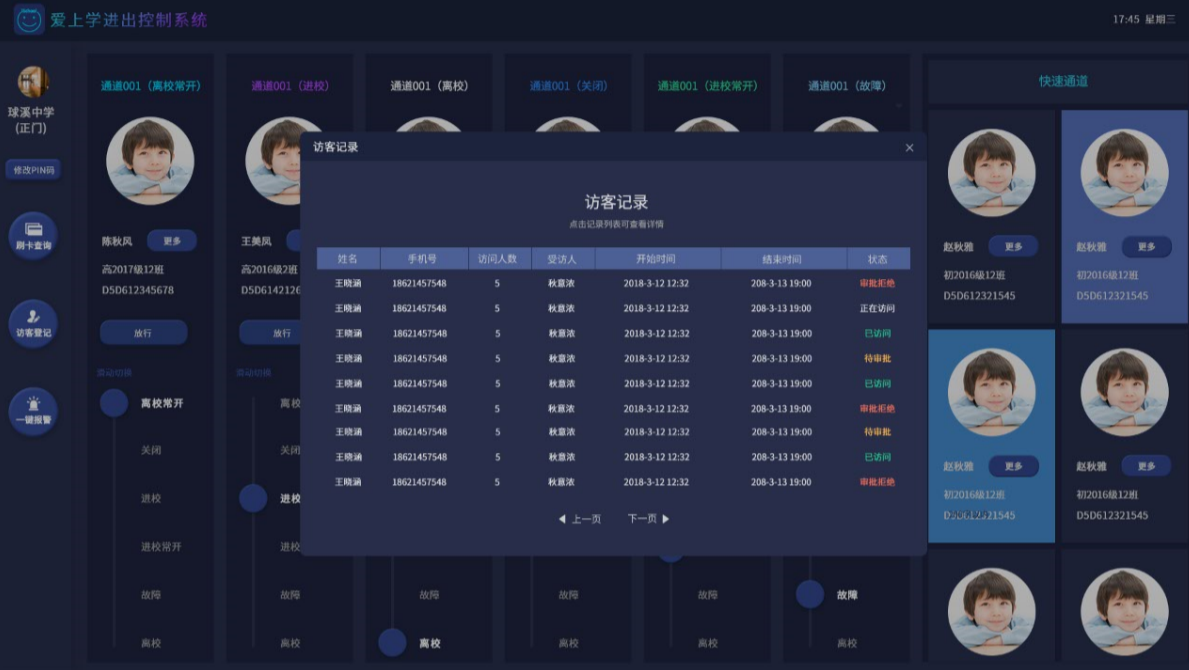 爱上学进出控制系统
17:45 星期三
球溪中学
(正门)
修改PIN码
刷卡查询
访客登记
一键报警
通道001（离校常开）
陈秋风 更多
高2017级12班
D5D612345678
放行
滑动切换
离校常开
关闭
进校
进校常开
故障
离校
通道001（进校）
王美凤
高2016级2班
D5D6142126
放行
滑动切换
离校
关闭
进校
进校
故障
离校
通道001（离校）
故障
离校
通道001（关闭）
故障
离校
通道001（进校常开）
故障
离校
通道001（故障）
故障
离校
访客记录 ×
访客记录
点击记录列表可查看详情
姓名 手机号 访问人数 受访人 开始时间 结束时间 状态
王晓涵 18621457548 5 秋意浓 2018-3-12 12:32 208-3-13 19:00 审批拒绝
王晓涵 18621457548 5 秋意浓 2018-3-12 12:32 208-3-13 19:00 正在访问
王晓涵 18621457548 5 秋意浓 2018-3-12 12:32 208-3-13 19:00 已访问
王晓涵 18621457548 5 秋意浓 2018-3-12 12:32 208-3-13 19:00 待审批
王晓涵 18621457548 5 秋意浓 2018-3-12 12:32 208-3-13 19:00 已访问
王晓涵 18621457548 5 秋意浓 2018-3-12 12:32 208-3-13 19:00 审批拒绝
王晓涵 18621457548 5 秋意浓 2018-3-12 12:32 208-3-13 19:00 待审批
王晓涵 18621457548 5 秋意浓 2018-3-12 12:32 208-3-13 19:00 已访问
王晓涵 18621457548 5 秋意浓 2018-3-12 12:32 208-3-13 19:00 审批拒绝
◀ 上一页 下一页 ▶
快速通道
赵秋雅 更多
初2016级12班
D5D612321545
赵秋雅 更多
初2016级12班
D5D612321545
赵秋雅 更多
初2016级12班
D5D612321545
赵秋雅 更多
初2016级12班
D5D612321545